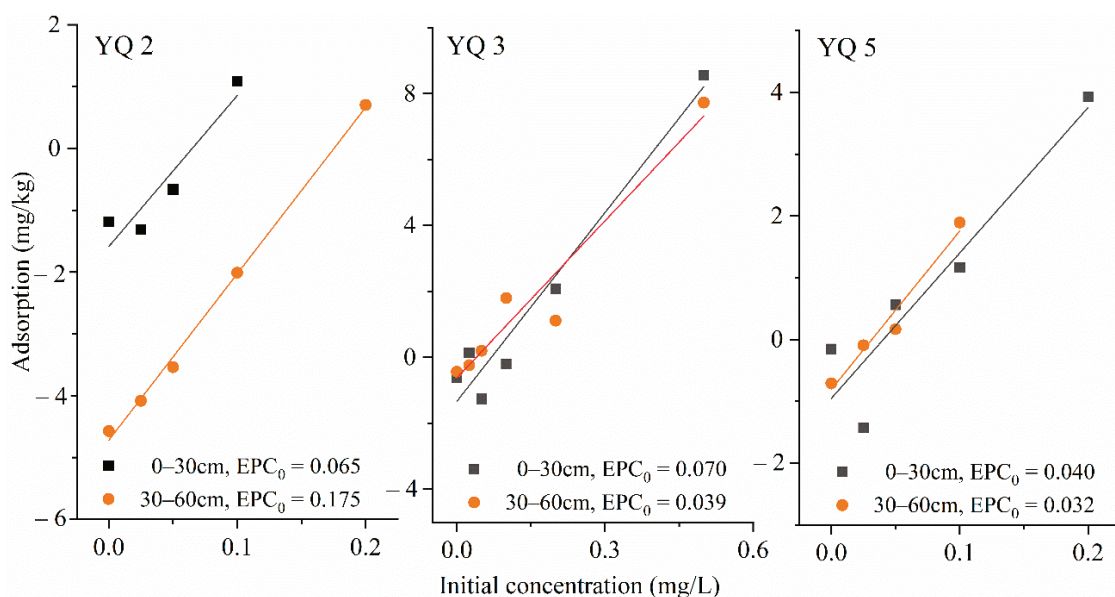 YQ 2
YQ 3
YQ 5
Adsorption (mg/kg)
2
0
−2
−4
−6
0–30cm, EPC₀ = 0.065
30–60cm, EPC₀ = 0.175
0.0 0.1 0.2
8
4
0
−4
0–30cm, EPC₀ = 0.070
30–60cm, EPC₀ = 0.039
0.0 0.3 0.6
4
2
0
−2
0–30cm, EPC₀ = 0.040
30–60cm, EPC₀ = 0.032
0.0 0.1 0.2
Initial concentration (mg/L)